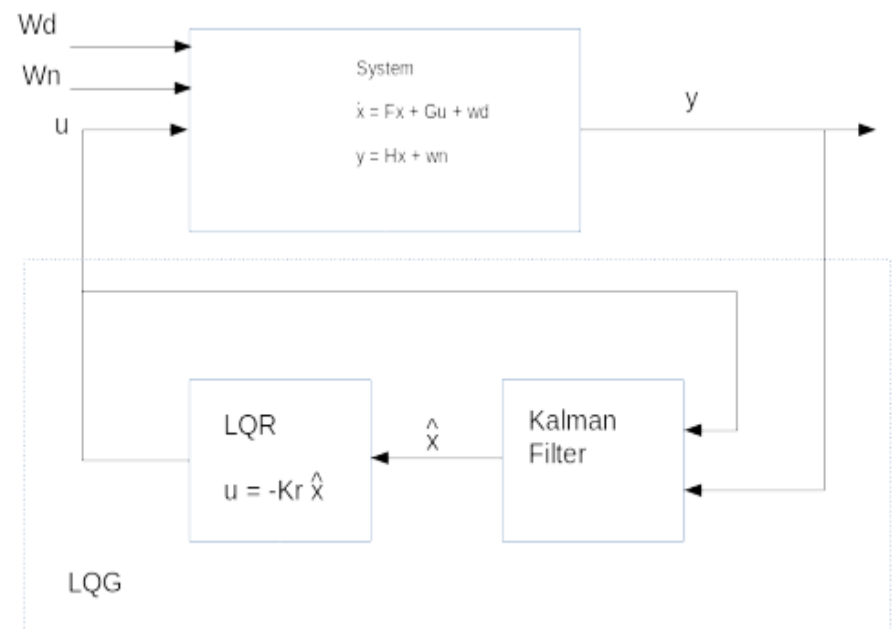 Wd
Wn
u
System
ẋ = Fx + Gu + wd
y = Hx + wn
y
LQR
u = -Kr x̂
x̂
Kalman
Filter
LQG